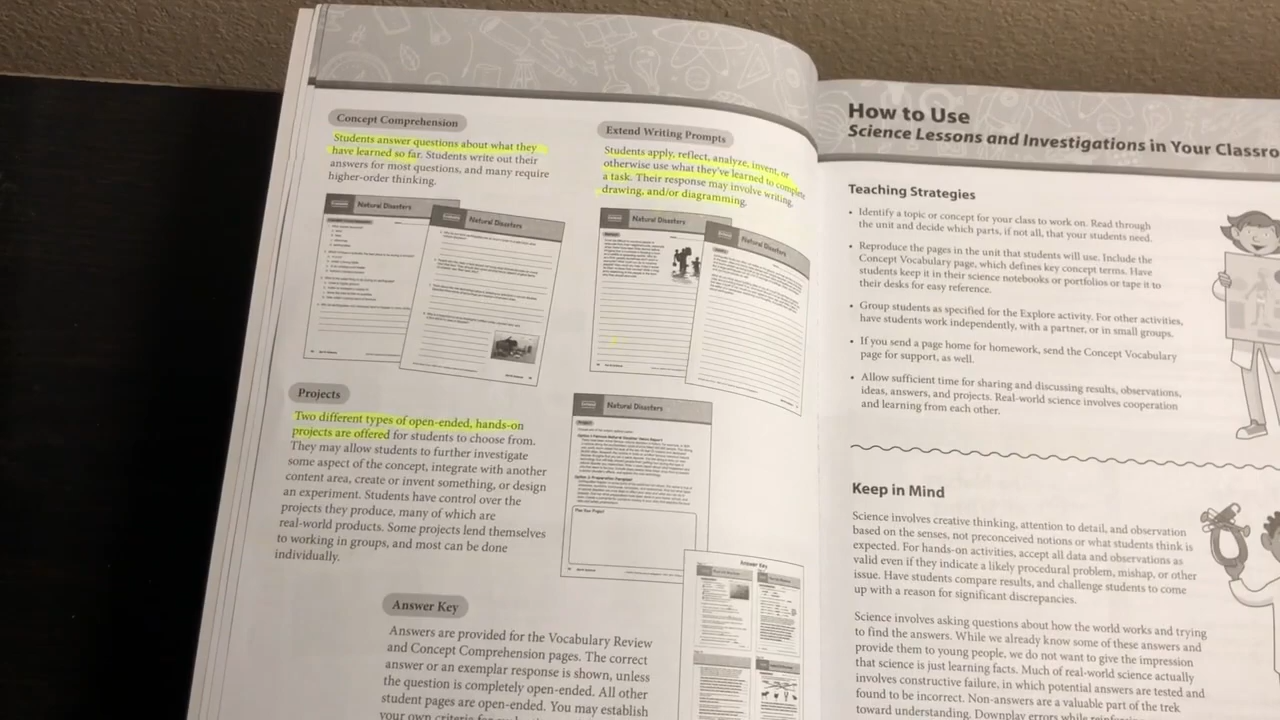 Concept Comprehension
Students answer questions about what they
have learned so far. Students write out their
answers for most questions, and many require
higher-order thinking.
Natural Disasters
Natural Disasters
Projects
Two different types of open-ended, hands-on
projects are offered for students to choose from.
They may allow students to further investigate
some aspect of the concept, integrate with another
content area, create or invent something, or design
an experiment. Students have control over the
projects they produce, many of which are
real-world products. Some projects lend themselves
to working in groups, and most can be done
individually.
Extend Writing Prompts
Students apply, reflect, analyze, invent, or
otherwise use what they've learned to complete
a task. Their response may involve writing,
drawing, and/or diagramming.
Natural Disasters
Natural Disasters
Natural Disasters
Plan Your Project
Answer Key
Answer Key
Answers are provided for the Vocabulary Review
and Concept Comprehension pages. The correct
answer or an exemplar response is shown, unless
the question is completely open-ended. All other
student pages are open-ended. You may establish
your own criteria for
How to Use
Science Lessons and Investigations in Your Classro
Teaching Strategies
• Identify a topic or concept for your class to work on. Read through
the unit and decide which parts, if not all, that your students need.
• Reproduce the pages in the unit that students will use. Include the
Concept Vocabulary page, which defines key concept terms. Have
students keep it in their science notebooks or portfolios or tape it to
their desks for easy reference.
• Group students as specified for the Explore activity. For other activities,
have students work independently, with a partner, or in small groups.
• If you send a page home for homework, send the Concept Vocabulary
page for support, as well.
• Allow sufficient time for sharing and discussing results, observations,
ideas, answers, and projects. Real-world science involves cooperation
and learning from each other.
Keep in Mind
Science involves creative thinking, attention to detail, and observation
based on the senses, not preconceived notions or what students think is
expected. For hands-on activities, accept all data and observations as
valid even if they indicate a likely procedural problem, mishap, or other
issue. Have students compare results, and challenge students to come
up with a reason for significant discrepancies.
Science involves asking questions about how the world works and trying
to find the answers. While we already know some of these answers and
provide them to young people, we do not want to give the impression
that science is just learning facts. Much of real-world science actually
involves constructive failure, in which potential answers are tested and
found to be incorrect. Non-answers are a valuable part of the trek
toward understanding. Downplay errors while